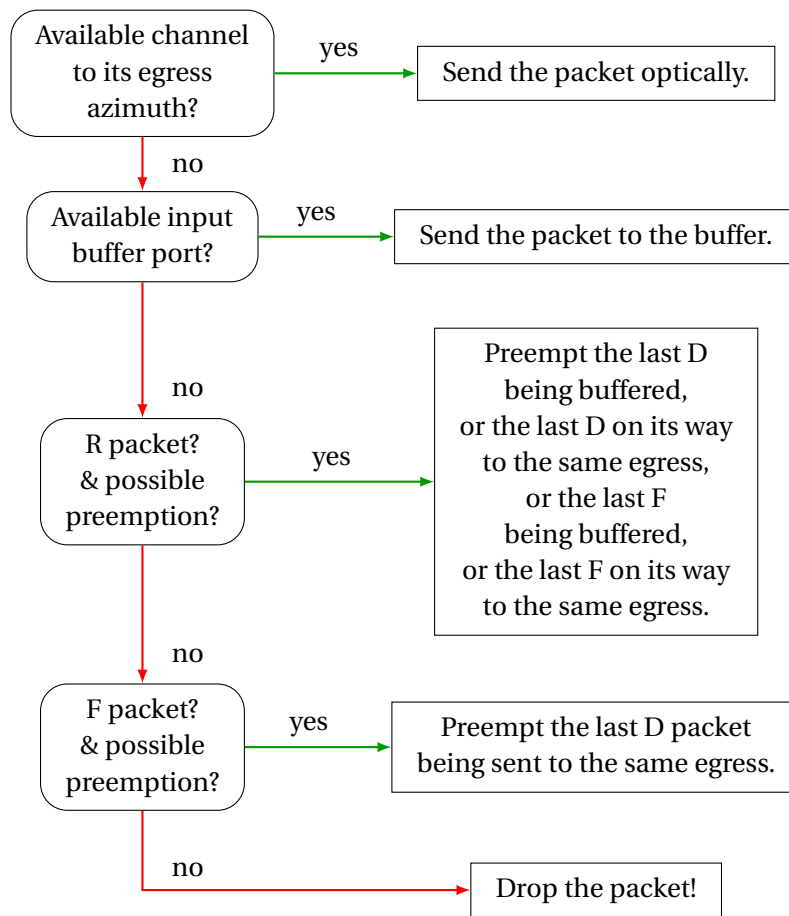 Available channel
to its egress
azimuth?
yes
Send the packet optically.
no
Available input
buffer port?
yes
Send the packet to the buffer.
no
R packet?
& possible
preemption?
yes
Preempt the last D
being buffered,
or the last D on its way
to the same egress,
or the last F
being buffered,
or the last F on its way
to the same egress.
no
F packet?
& possible
preemption?
yes
Preempt the last D packet
being sent to the same egress.
no
Drop the packet!